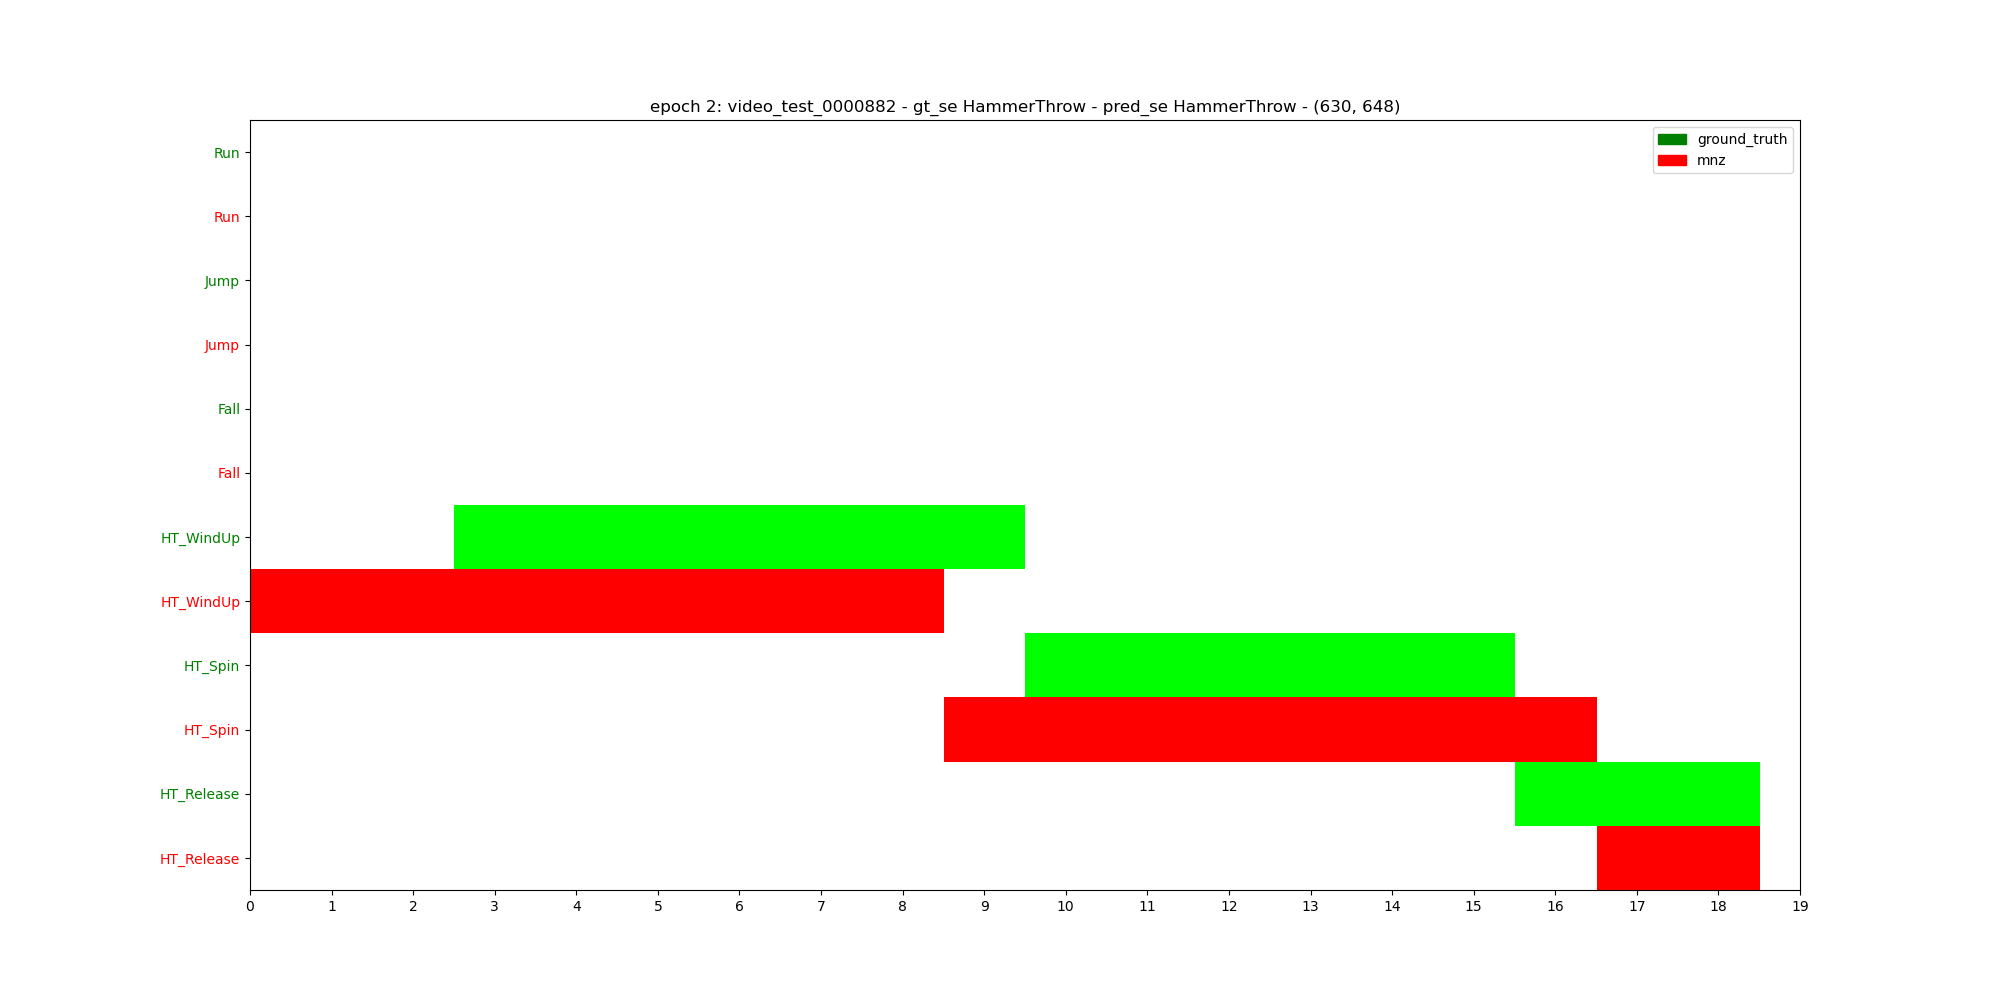 epoch 2: video_test_0000882 - gt_se HammerThrow - pred_se HammerThrow - (630, 648)
ground_truth
mnz
Run
Run
Jump
Jump
Fall
Fall
HT_WindUp
HT_WindUp
HT_Spin
HT_Spin
HT_Release
HT_Release
0 1 2 3 4 5 6 7 8 9 10 11 12 13 14 15 16 17 18 19